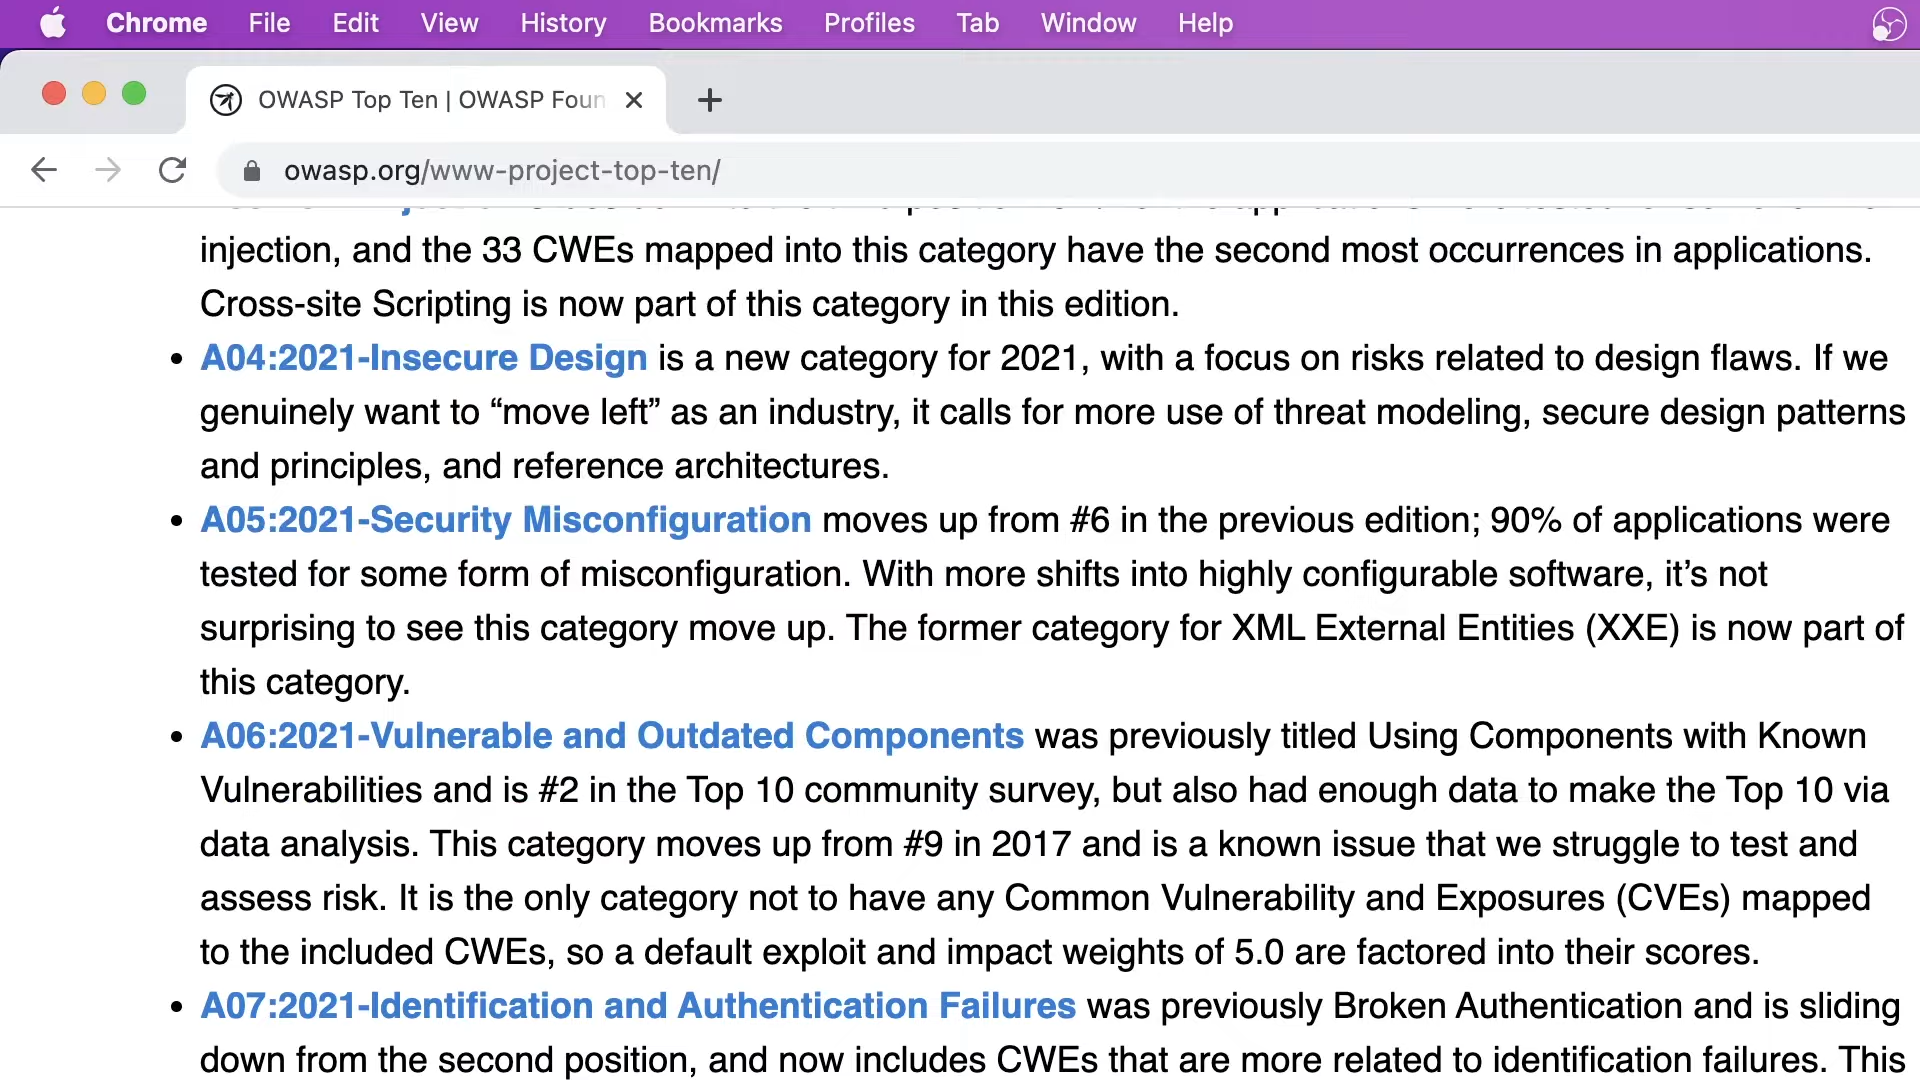 Chrome File Edit View History Bookmarks Profiles Tab Window Help
OWASP Top Ten | OWASP Foun
owasp.org/www-project-top-ten/
injection, and the 33 CWEs mapped into this category have the second most occurrences in applications.
Cross-site Scripting is now part of this category in this edition.
• A04:2021-Insecure Design is a new category for 2021, with a focus on risks related to design flaws. If we
genuinely want to “move left” as an industry, it calls for more use of threat modeling, secure design patterns
and principles, and reference architectures.
• A05:2021-Security Misconfiguration moves up from #6 in the previous edition; 90% of applications were
tested for some form of misconfiguration. With more shifts into highly configurable software, it’s not
surprising to see this category move up. The former category for XML External Entities (XXE) is now part of
this category.
• A06:2021-Vulnerable and Outdated Components was previously titled Using Components with Known
Vulnerabilities and is #2 in the Top 10 community survey, but also had enough data to make the Top 10 via
data analysis. This category moves up from #9 in 2017 and is a known issue that we struggle to test and
assess risk. It is the only category not to have any Common Vulnerability and Exposures (CVEs) mapped
to the included CWEs, so a default exploit and impact weights of 5.0 are factored into their scores.
• A07:2021-Identification and Authentication Failures was previously Broken Authentication and is sliding
down from the second position, and now includes CWEs that are more related to identification failures. This